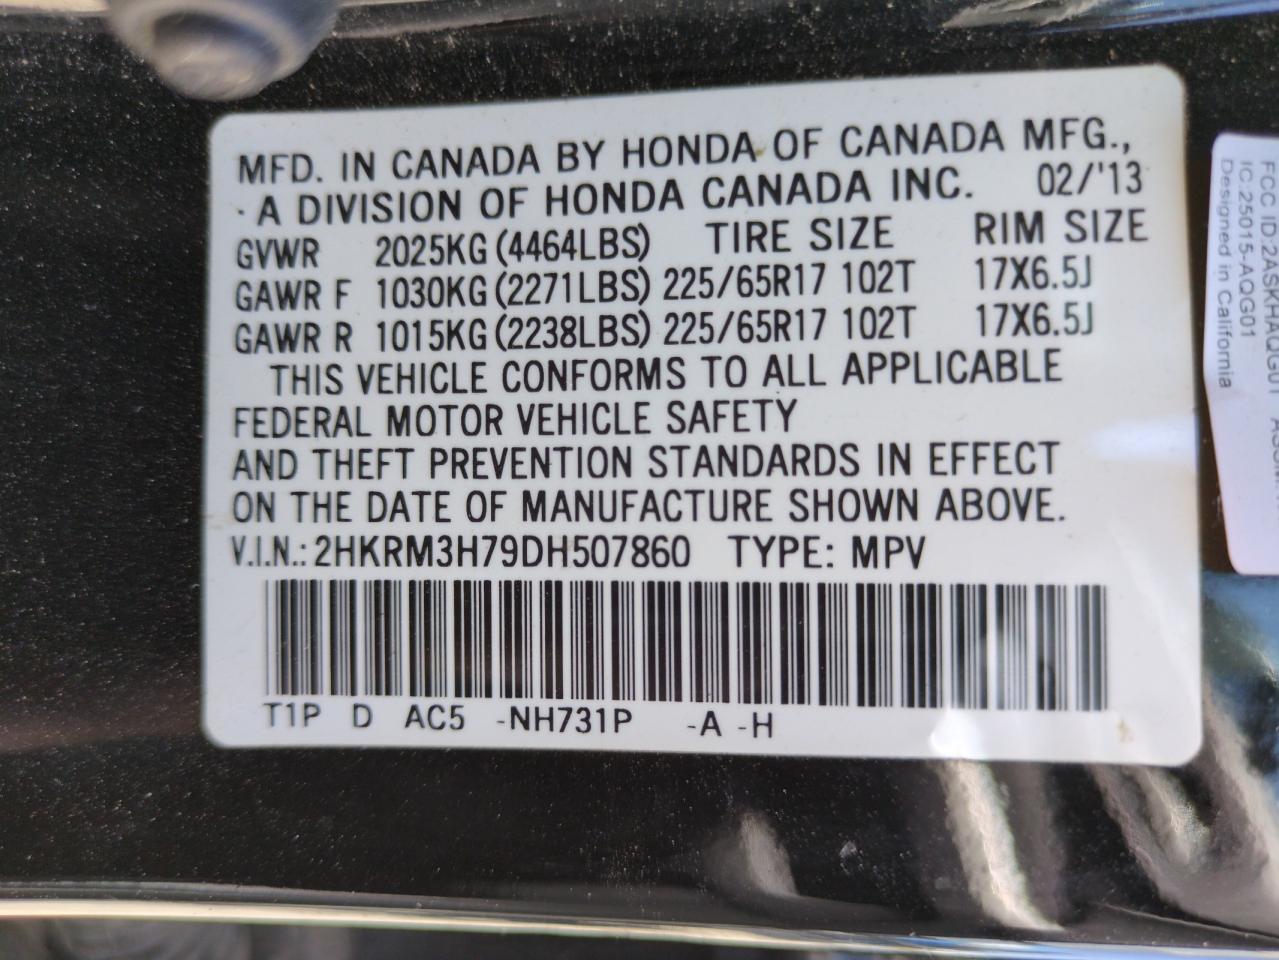 MFD. IN CANADA BY HONDA OF CANADA MFG.,
· A DIVISION OF HONDA CANADA INC. 02/'13
GVWR 2025KG (4464LBS) TIRE SIZE RIM SIZE
GAWR F 1030KG (2271LBS) 225/65R17 102T 17X6.5J
GAWR R 1015KG (2238LBS) 225/65R17 102T 17X6.5J
THIS VEHICLE CONFORMS TO ALL APPLICABLE
FEDERAL MOTOR VEHICLE SAFETY
AND THEFT PREVENTION STANDARDS IN EFFECT
ON THE DATE OF MANUFACTURE SHOWN ABOVE.
V.I.N.: 2HKRM3H79DH507860 TYPE: MPV
T1P D AC5 -NH731P -A -H
FCC ID:2ASKHAQG01
IC:25015-AQG01
Designed in California